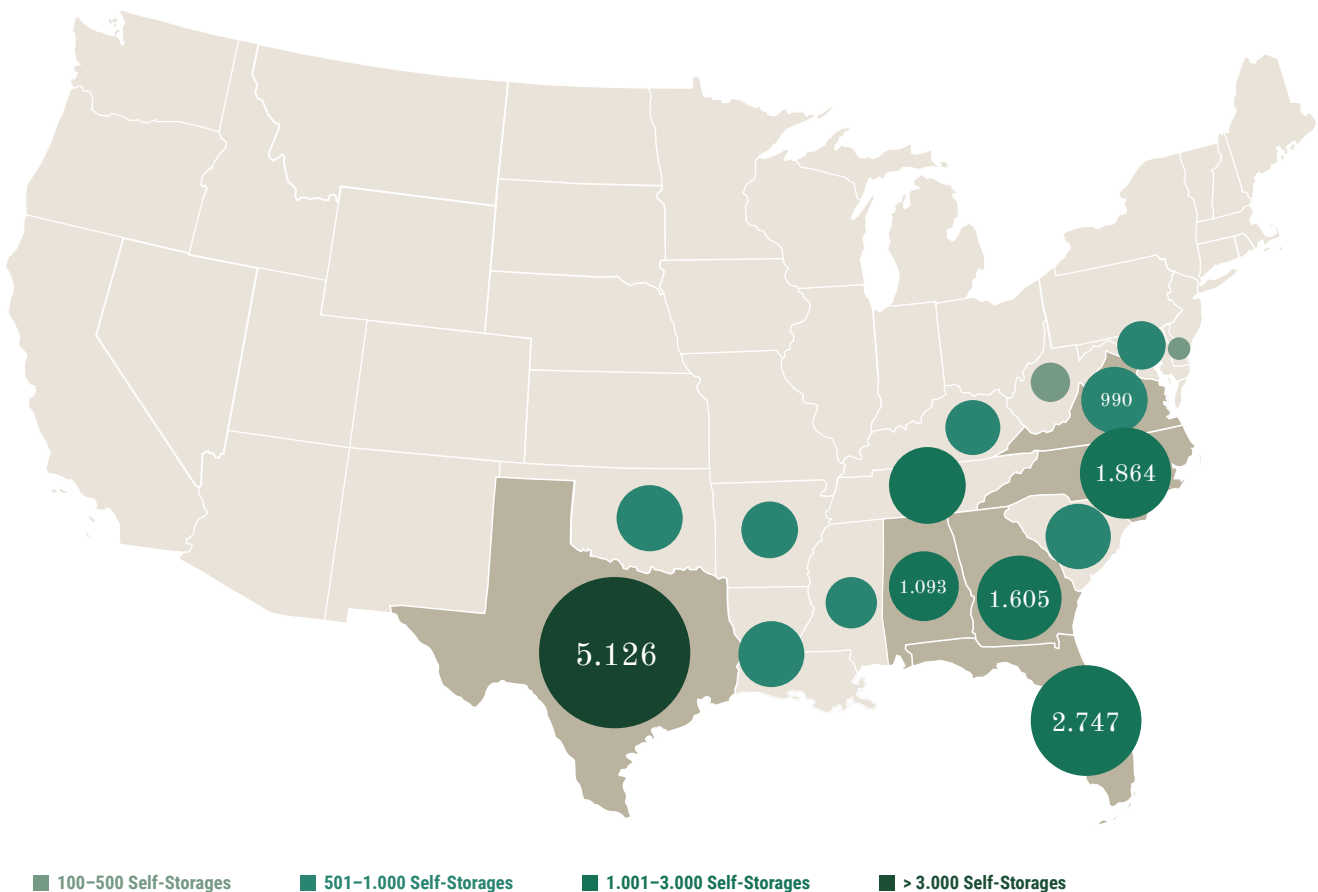 990
1.864
1.093
1.605
5.126
2.747
100–500 Self-Storages
501–1.000 Self-Storages
1.001–3.000 Self-Storages
> 3.000 Self-Storages